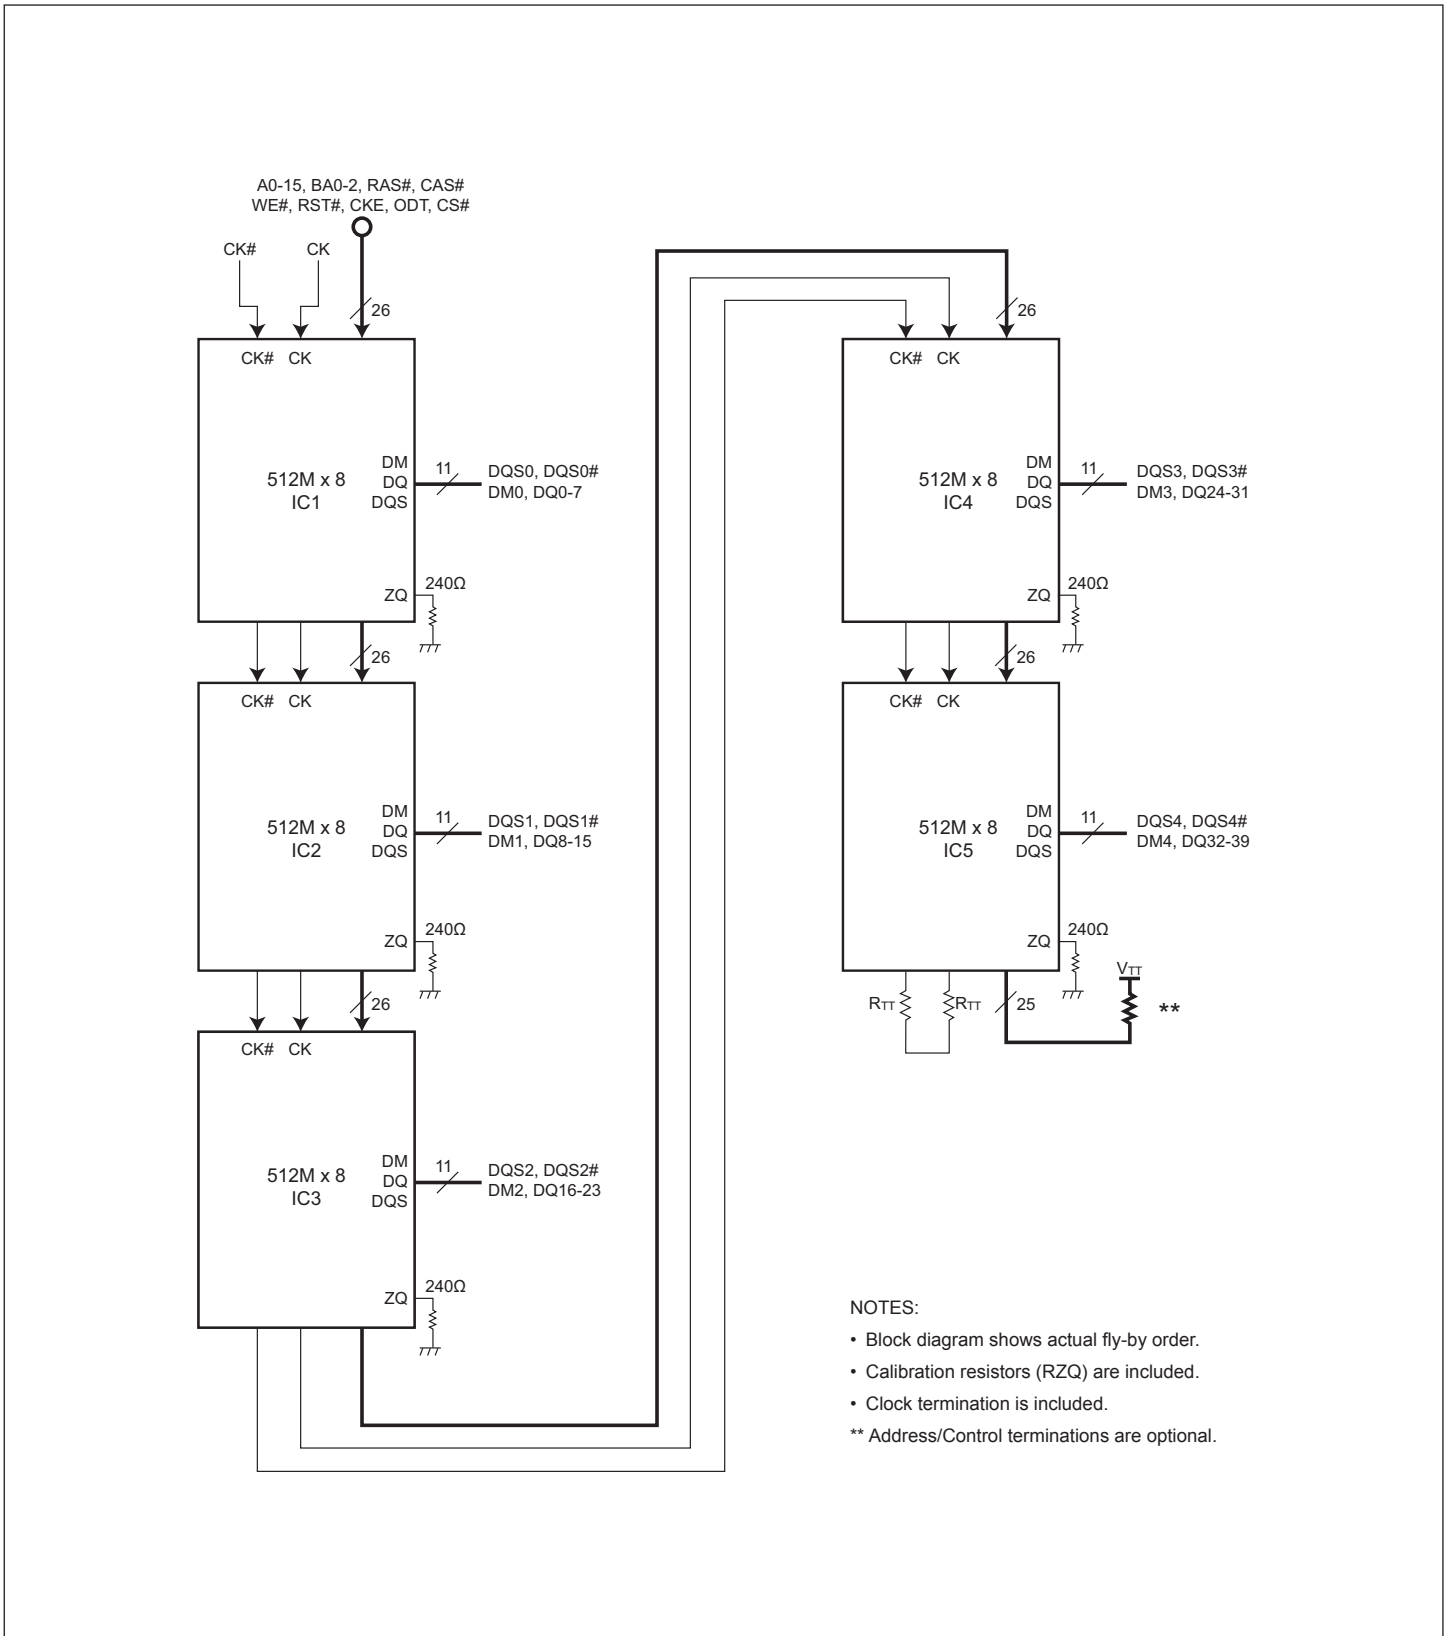 A0-15, BA0-2, RAS#, CAS#
WE#, RST#, CKE, ODT, CS#
CK#
CK
26
CK# CK
512M x 8
IC1
DM
DQ
DQS
11
DQS0, DQS0#
DM0, DQ0-7
ZQ
240Ω
26
CK# CK
512M x 8
IC2
DM
DQ
DQS
11
DQS1, DQS1#
DM1, DQ8-15
ZQ
240Ω
26
CK# CK
512M x 8
IC3
DM
DQ
DQS
11
DQS2, DQS2#
DM2, DQ16-23
ZQ
240Ω
26
CK# CK
512M x 8
IC4
DM
DQ
DQS
11
DQS3, DQS3#
DM3, DQ24-31
ZQ
240Ω
26
CK# CK
512M x 8
IC5
DM
DQ
DQS
11
DQS4, DQS4#
DM4, DQ32-39
ZQ
240Ω
VTT
RTT
RTT
25
**
NOTES:
• Block diagram shows actual fly-by order.
• Calibration resistors (RZQ) are included.
• Clock termination is included.
** Address/Control terminations are optional.